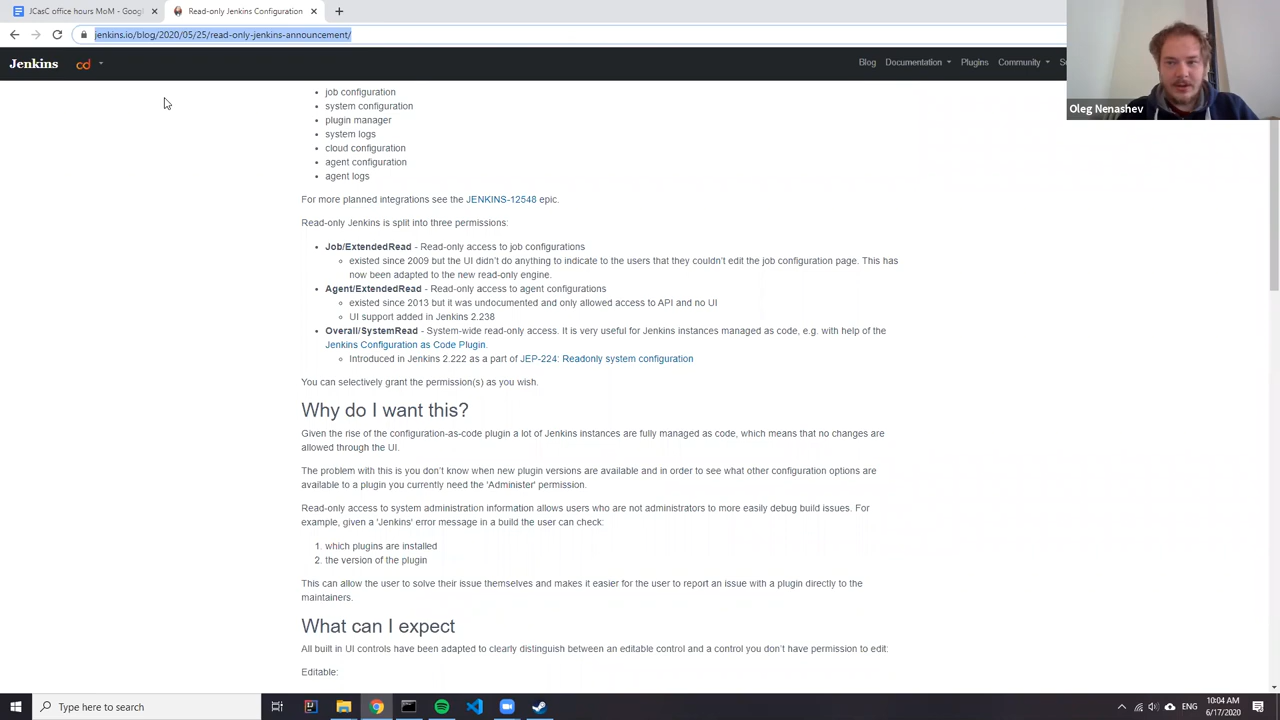 JCasC office hours MoM - Googl
Read-only Jenkins Configuration
jenkins.io/blog/2020/05/25/read-only-jenkins-announcement/
Jenkins cd
Blog Documentation Plugins Community
Oleg Nenashev
job configuration
system configuration
plugin manager
system logs
cloud configuration
agent configuration
agent logs
For more planned integrations see the JENKINS-12548 epic.
Read-only Jenkins is split into three permissions:
Job/ExtendedRead - Read-only access to job configurations
existed since 2009 but the UI didn't do anything to indicate to the users that they couldn't edit the job configuration page. This has
now been adapted to the new read-only engine.
Agent/ExtendedRead - Read-only access to agent configurations
existed since 2013 but it was undocumented and only allowed access to API and no UI
UI support added in Jenkins 2.238
Overall/SystemRead - System-wide read-only access. It is very useful for Jenkins instances managed as code, e.g. with help of the
Jenkins Configuration as Code Plugin.
Introduced in Jenkins 2.222 as a part of JEP-224: Readonly system configuration
You can selectively grant the permission(s) as you wish.
Why do I want this?
Given the rise of the configuration-as-code plugin a lot of Jenkins instances are fully managed as code, which means that no changes are
allowed through the UI.
The problem with this is you don't know when new plugin versions are available and in order to see what other configuration options are
available to a plugin you currently need the 'Administer' permission.
Read-only access to system administration information allows users who are not administrators to more easily debug build issues. For
example, given a 'Jenkins' error message in a build the user can check:
1. which plugins are installed
2. the version of the plugin
This can allow the user to solve their issue themselves and makes it easier for the user to report an issue with a plugin directly to the
maintainers.
What can I expect
All built in UI controls have been adapted to clearly distinguish between an editable control and a control you don't have permission to edit:
Editable:
Type here to search
ENG
10:04 AM
6/17/2020